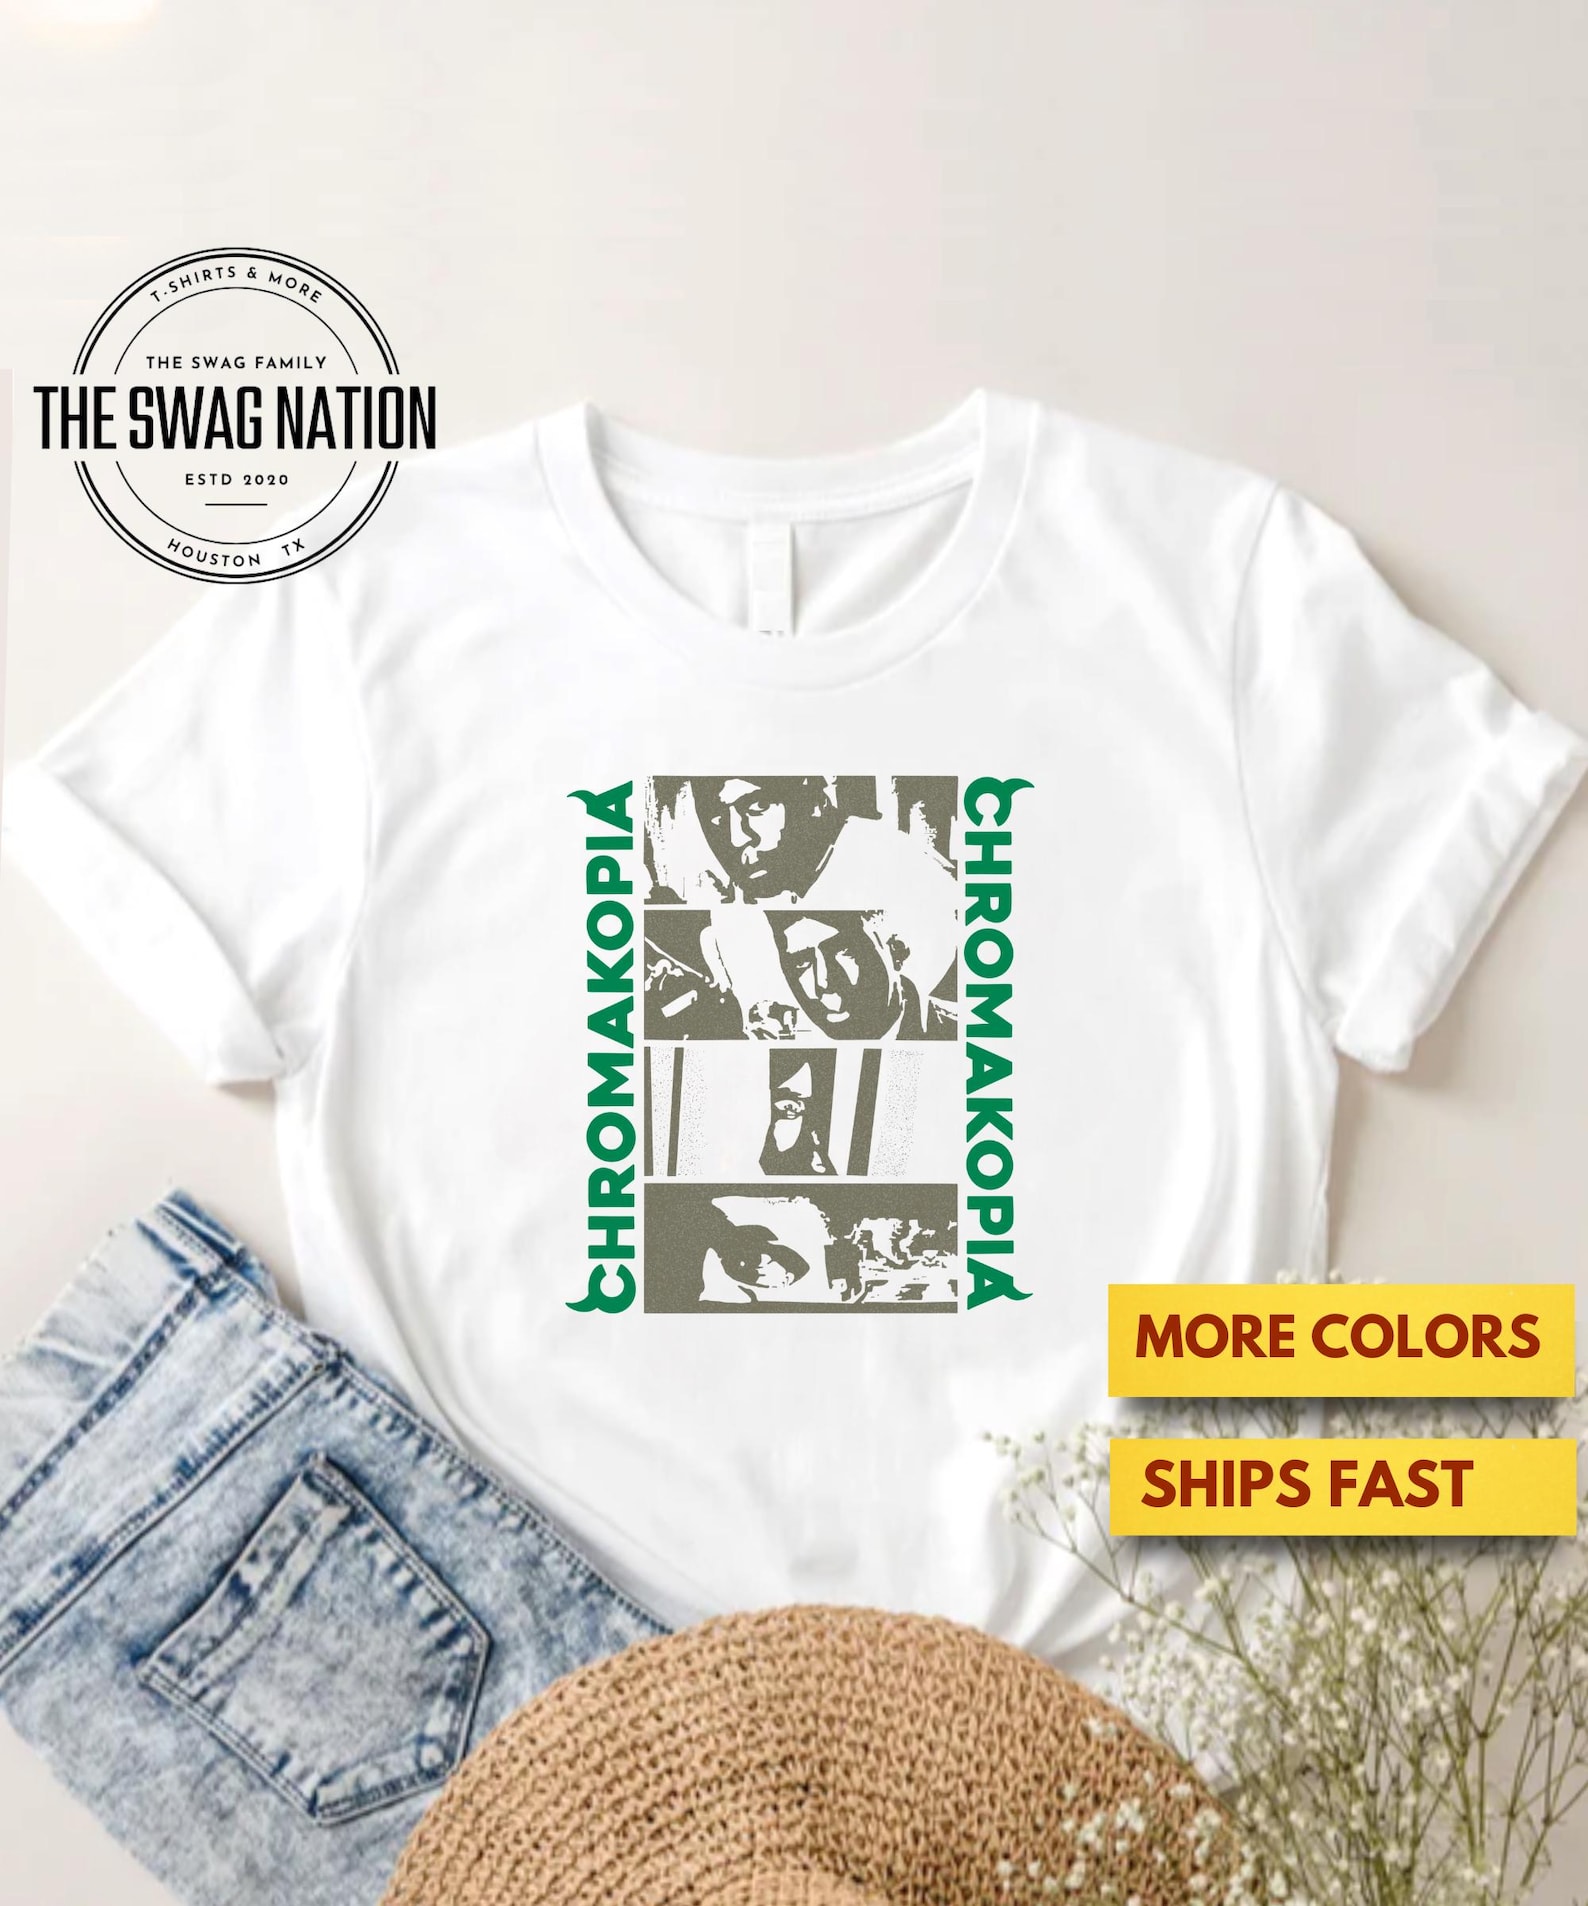 T-SHIRTS & MORE
THE SWAG FAMILY
THE SWAG NATION
ESTD 2020
HOUSTON TX
CHROMAKOPIA
CHROMAKOPIA
MORE COLORS
SHIPS FAST